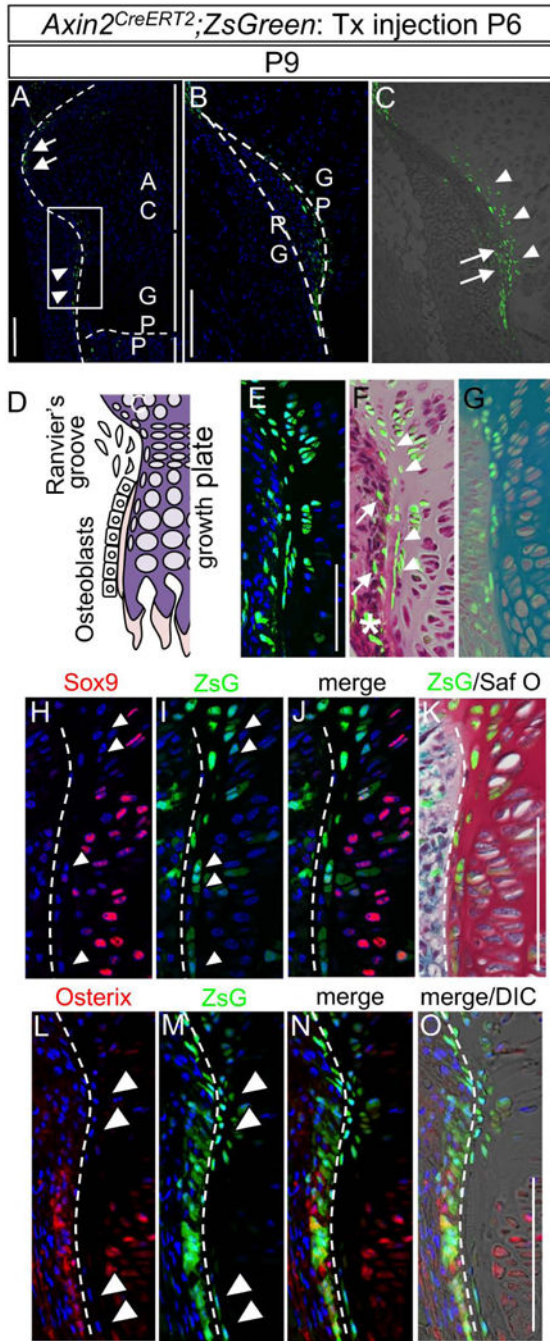 Axin2CreERT2;ZsGreen: Tx injection P6
P9
A
A
C
G
P
P
B
G
P
R
G
C
D
Ranvier's
groove
Osteoblasts
growth plate
E
F
*
G
Sox9
ZsG
merge
ZsG/Saf O
H
I
J
K
Osterix
ZsG
merge
merge/DIC
L
M
N
O